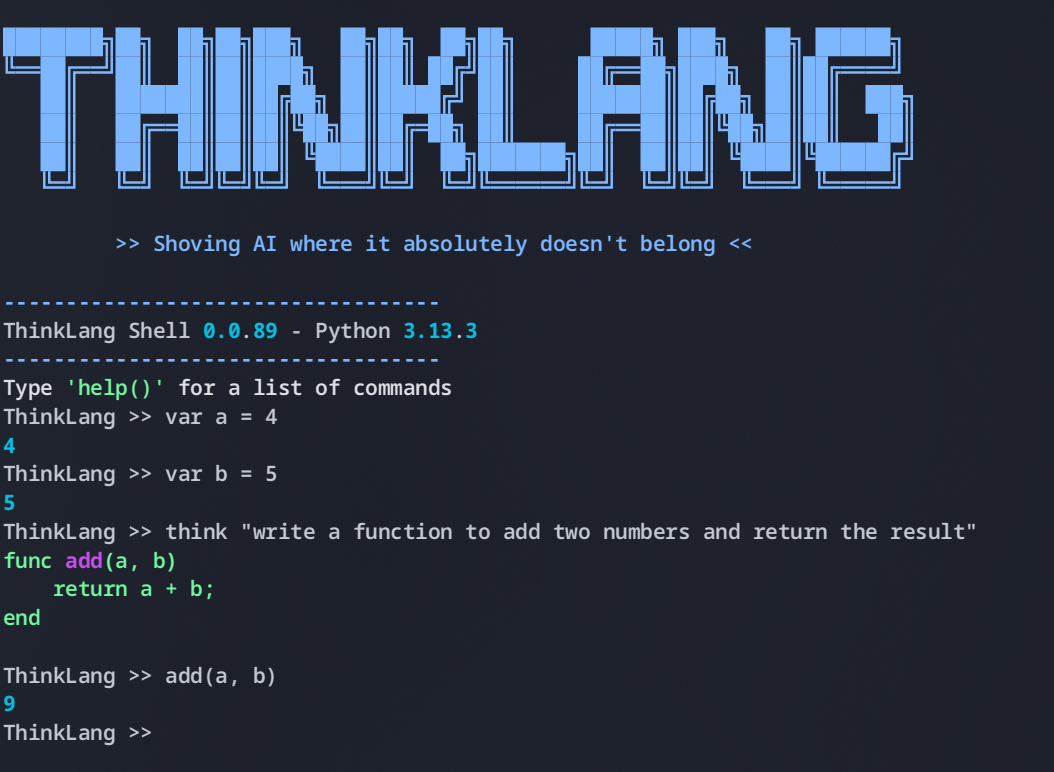 THINKLANG
>> Shoving AI where it absolutely doesn't belong <<
-----------------------------------
ThinkLang Shell 0.0.89 - Python 3.13.3
-----------------------------------
Type 'help()' for a list of commands
ThinkLang >> var a = 4
4
ThinkLang >> var b = 5
5
ThinkLang >> think "write a function to add two numbers and return the result"
func add(a, b)
    return a + b;
end
ThinkLang >> add(a, b)
9
ThinkLang >>